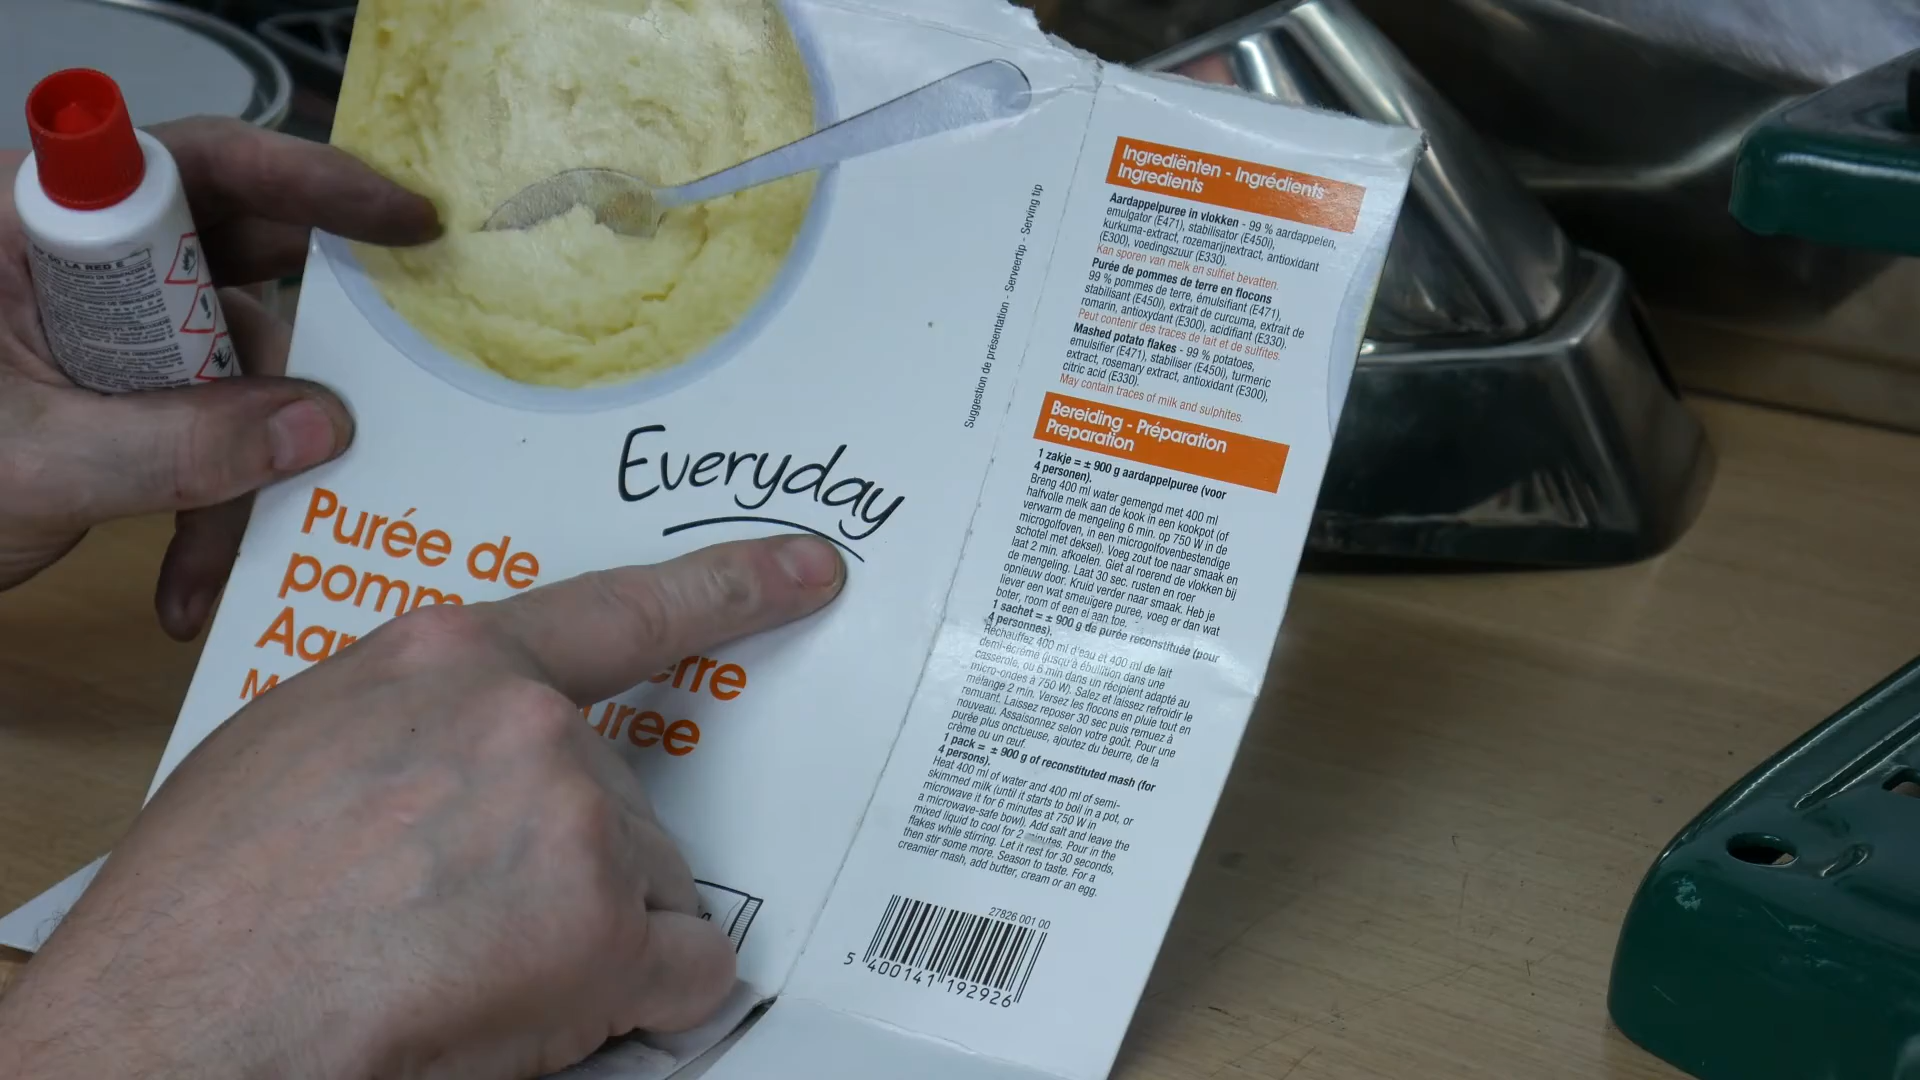 Everyday
Purée de
pomm
erre
Aar
uree
M
Suggestion de présentation - Serveertip - Serving tip
Ingrediënten - Ingrédients
Ingredients
Aardappelpuree in vlokken - 99 % aardappelen,
emulgator (E471), stabilisator (E450i),
kurkuma-extract, rozemarijnextract, antioxidant
(E300), voedingszuur (E330).
Kan sporen van melk en sulfiet bevatten.
Purée de pommes de terre en flocons
99 % pommes de terre, émulsifiant (E471),
stabilisant (E450i), extrait de curcuma, extrait de
romarin, antioxydant (E300), acidifiant (E330).
Peut contenir des traces de lait et de sulfites.
Mashed potato flakes - 99 % potatoes,
emulsifier (E471), stabiliser (E450i), turmeric
extract, rosemary extract, antioxidant (E300),
citric acid (E330).
May contain traces of milk and sulphites.
Bereiding - Préparation
Preparation
1 zakje = ± 900 g aardappelpuree (voor
4 personen).
Breng 400 ml water gemengd met 400 ml
halfvolle melk aan de kook in een kookpot (of
verwarm de mengeling 6 min. op 750 W in de
microgolfoven, in een microgolfovenbestendige
schotel met deksel). Voeg zout toe naar smaak en
laat 2 min. afkoelen. Giet al roerend de vlokken bij
de mengeling. Laat 30 sec. rusten en roer
opnieuw door. Kruid verder naar smaak. Heb je
liever een wat smeuïgere puree, voeg er dan wat
boter, room of een ei aan toe.
1 sachet = ± 900 g de purée reconstituée (pour
4 personnes).
Réchauffez 400 ml d'eau et 400 ml de lait
demi-écrémé (jusqu'à ébullition dans une
casserole, ou 6 min dans un récipient adapté au
micro-ondes à 750 W). Salez et laissez refroidir le
mélange 2 min. Versez les flocons en pluie tout en
remuant. Laissez reposer 30 sec puis remuez à
nouveau. Assaisonnez selon votre goût. Pour une
purée plus onctueuse, ajoutez du beurre, de la
crème ou un œuf.
1 pack = ± 900 g of reconstituted mash (for
4 persons).
Heat 400 ml of water and 400 ml of semi-
skimmed milk (until it starts to boil in a pot, or
microwave it for 6 minutes at 750 W in
a microwave-safe bowl). Add salt and leave the
mixed liquid to cool for 2 minutes. Pour in the
flakes while stirring. Let it rest for 30 seconds,
then stir some more. Season to taste. For a
creamier mash, add butter, cream or an egg.
27826 001 00
5 400141 192926